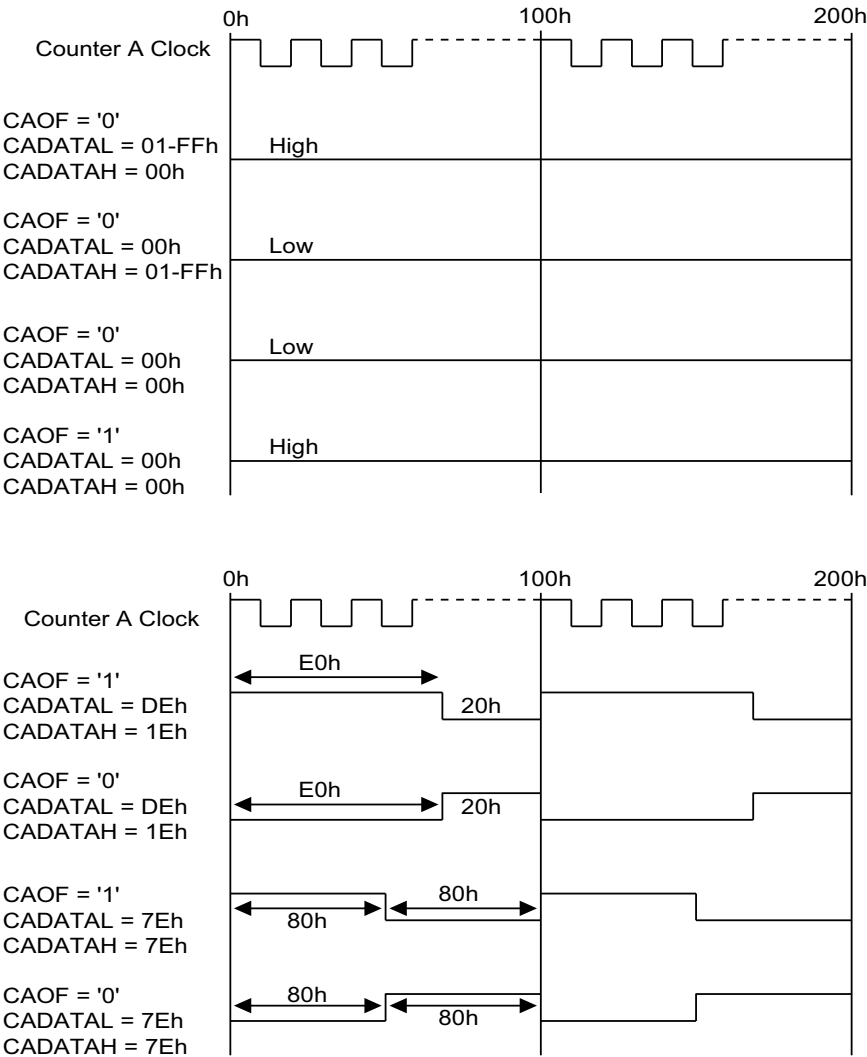 0h 100h 200h
Counter A Clock
CAOF = '0'
CADATAL = 01-FFh High
CADATAH = 00h
CAOF = '0'
CADATAL = 00h Low
CADATAH = 01-FFh
CAOF = '0'
CADATAL = 00h Low
CADATAH = 00h
CAOF = '1'
CADATAL = 00h High
CADATAH = 00h
0h 100h 200h
Counter A Clock
E0h
CAOF = '1'
CADATAL = DEh 20h
CADATAH = 1Eh
CAOF = '0' E0h
CADATAL = DEh 20h
CADATAH = 1Eh
CAOF = '1' 80h
CADATAL = 7Eh 80h
CADATAH = 7Eh
CAOF = '0' 80h
CADATAL = 7Eh 80h
CADATAH = 7Eh